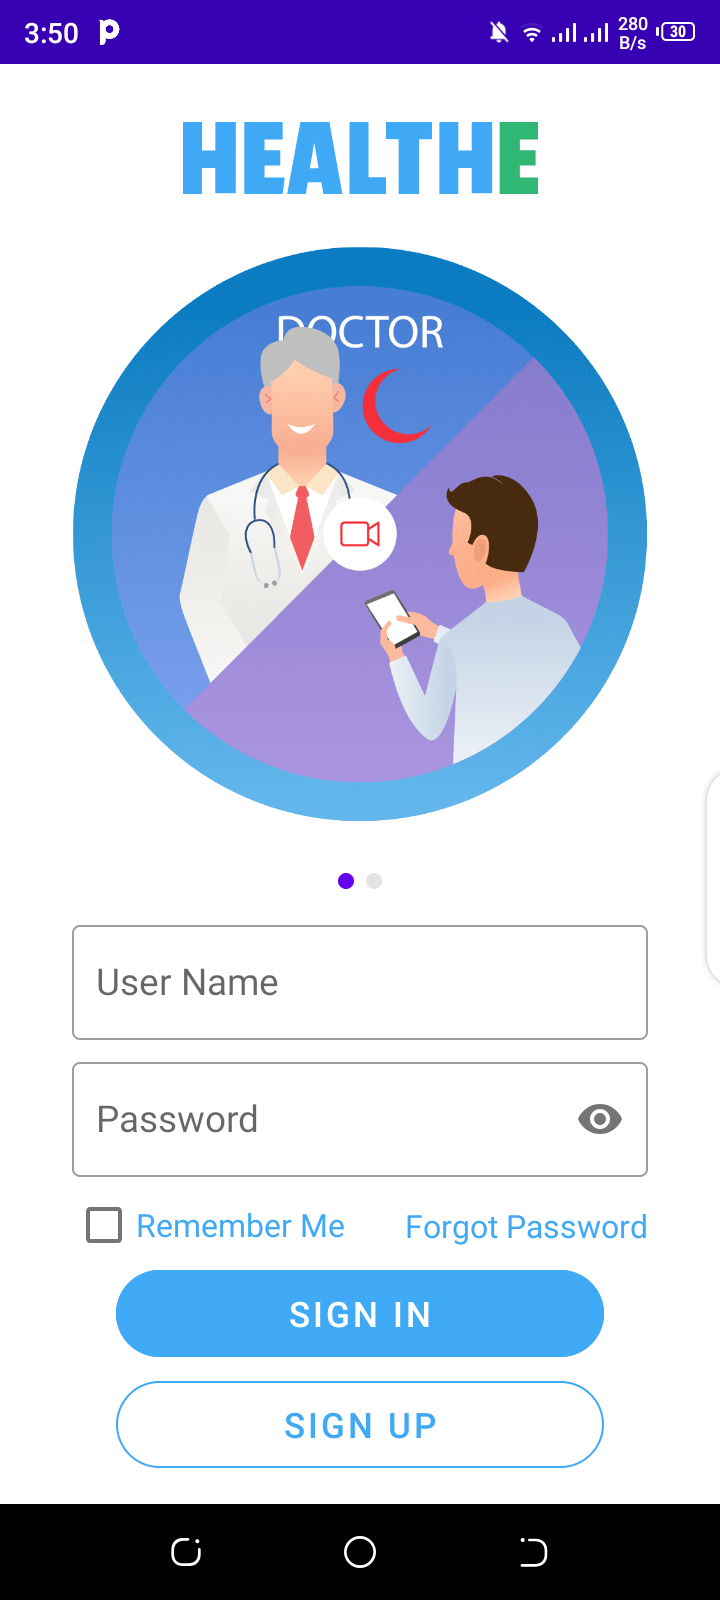 3:50
280
B/s
30
HEALTHE
DOCTOR
User Name
Password
Remember Me
Forgot Password
SIGN IN
SIGN UP